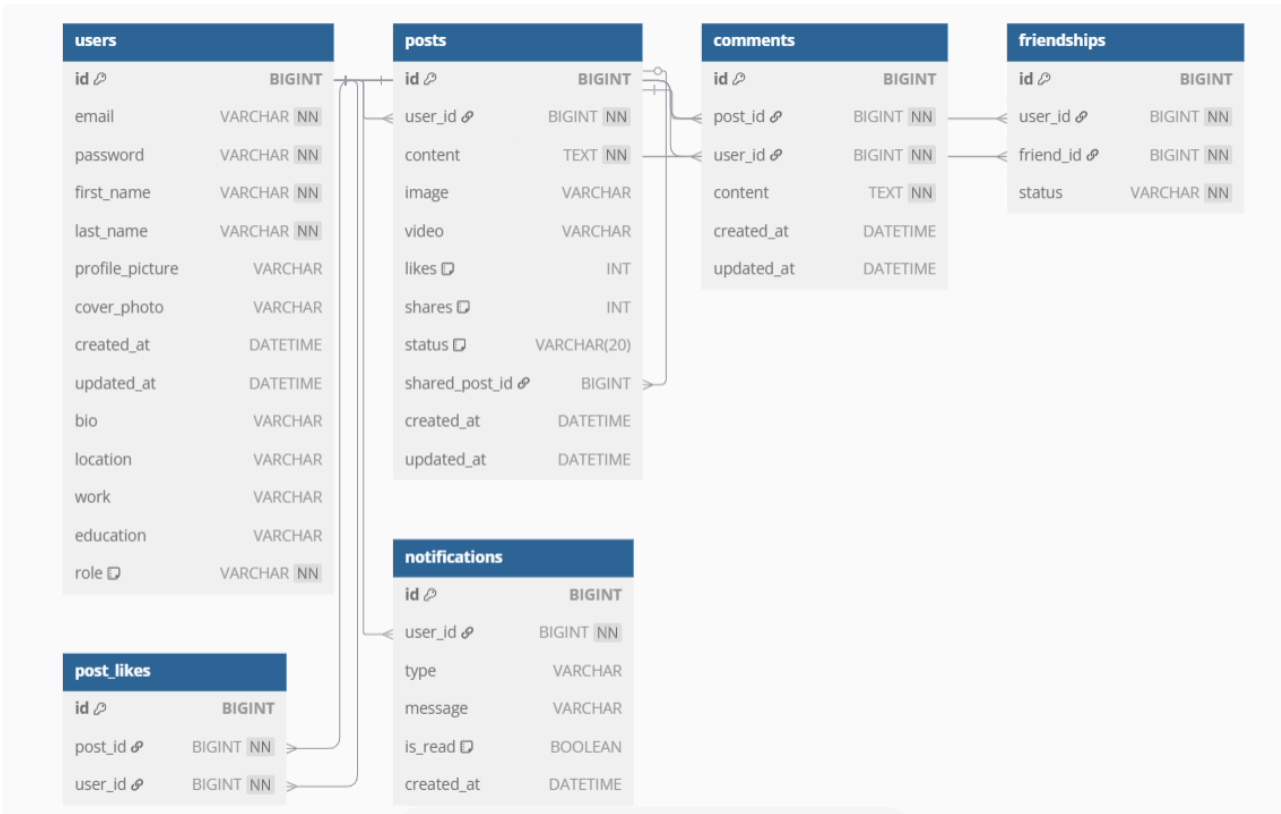 users
id BIGINT
email VARCHAR NN
password VARCHAR NN
first_name VARCHAR NN
last_name VARCHAR NN
profile_picture VARCHAR
cover_photo VARCHAR
created_at DATETIME
updated_at DATETIME
bio VARCHAR
location VARCHAR
work VARCHAR
education VARCHAR
role VARCHAR NN
posts
id BIGINT
user_id BIGINT NN
content TEXT NN
image VARCHAR
video VARCHAR
likes INT
shares INT
status VARCHAR(20)
shared_post_id BIGINT
created_at DATETIME
updated_at DATETIME
comments
id BIGINT
post_id BIGINT NN
user_id BIGINT NN
content TEXT NN
created_at DATETIME
updated_at DATETIME
friendships
id BIGINT
user_id BIGINT NN
friend_id BIGINT NN
status VARCHAR NN
post_likes
id BIGINT
post_id BIGINT NN
user_id BIGINT NN
notifications
id BIGINT
user_id BIGINT NN
type VARCHAR
message VARCHAR
is_read BOOLEAN
created_at DATETIME